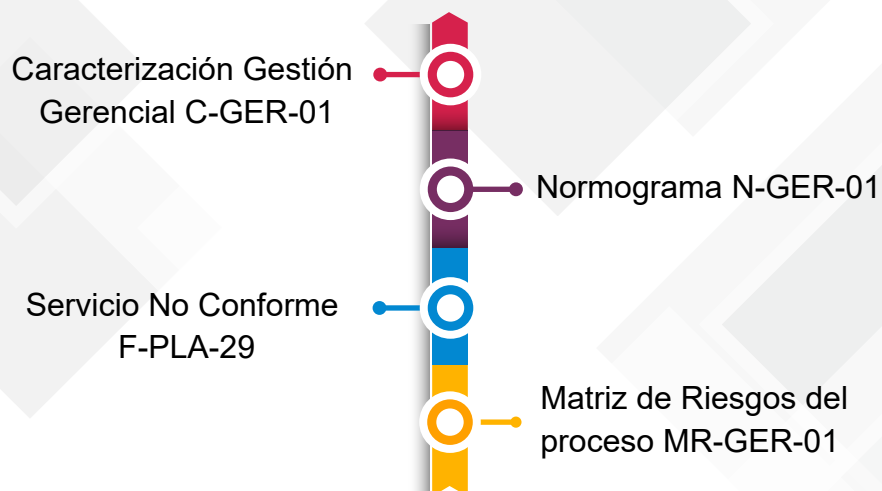 Caracterización Gestión
Gerencial C-GER-01
Normograma N-GER-01
Servicio No Conforme
F-PLA-29
Matriz de Riesgos del
proceso MR-GER-01